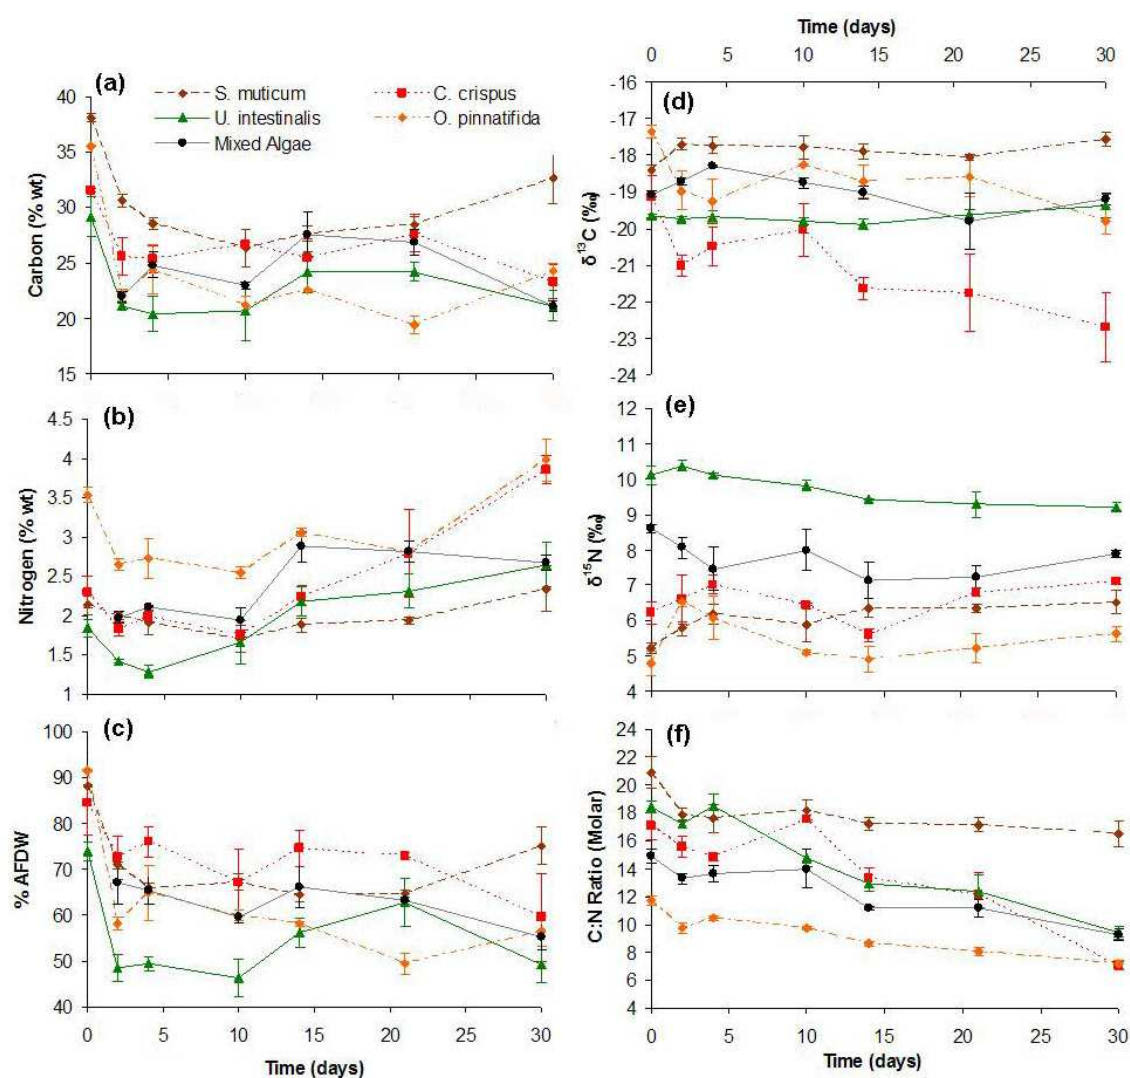 (a)
S. muticum
C. crispus
U. intestinalis
O. pinnatifida
Mixed Algae
Carbon (% wt)
40
35
30
25
20
15
(b)
Nitrogen (% wt)
4.5
4
3.5
3
2.5
2
1.5
1
(c)
% AFDW
100
90
80
70
60
50
40
0 5 10 15 20 25 30
Time (days)
Time (days)
0 5 10 15 20 25 30
(d)
δ¹³C (‰)
-16
-17
-18
-19
-20
-21
-22
-23
-24
(e)
δ¹⁵N (‰)
12
11
10
9
8
7
6
5
4
(f)
C:N Ratio (Molar)
24
22
20
18
16
14
12
10
8
6
4
0 5 10 15 20 25 30
Time (days)